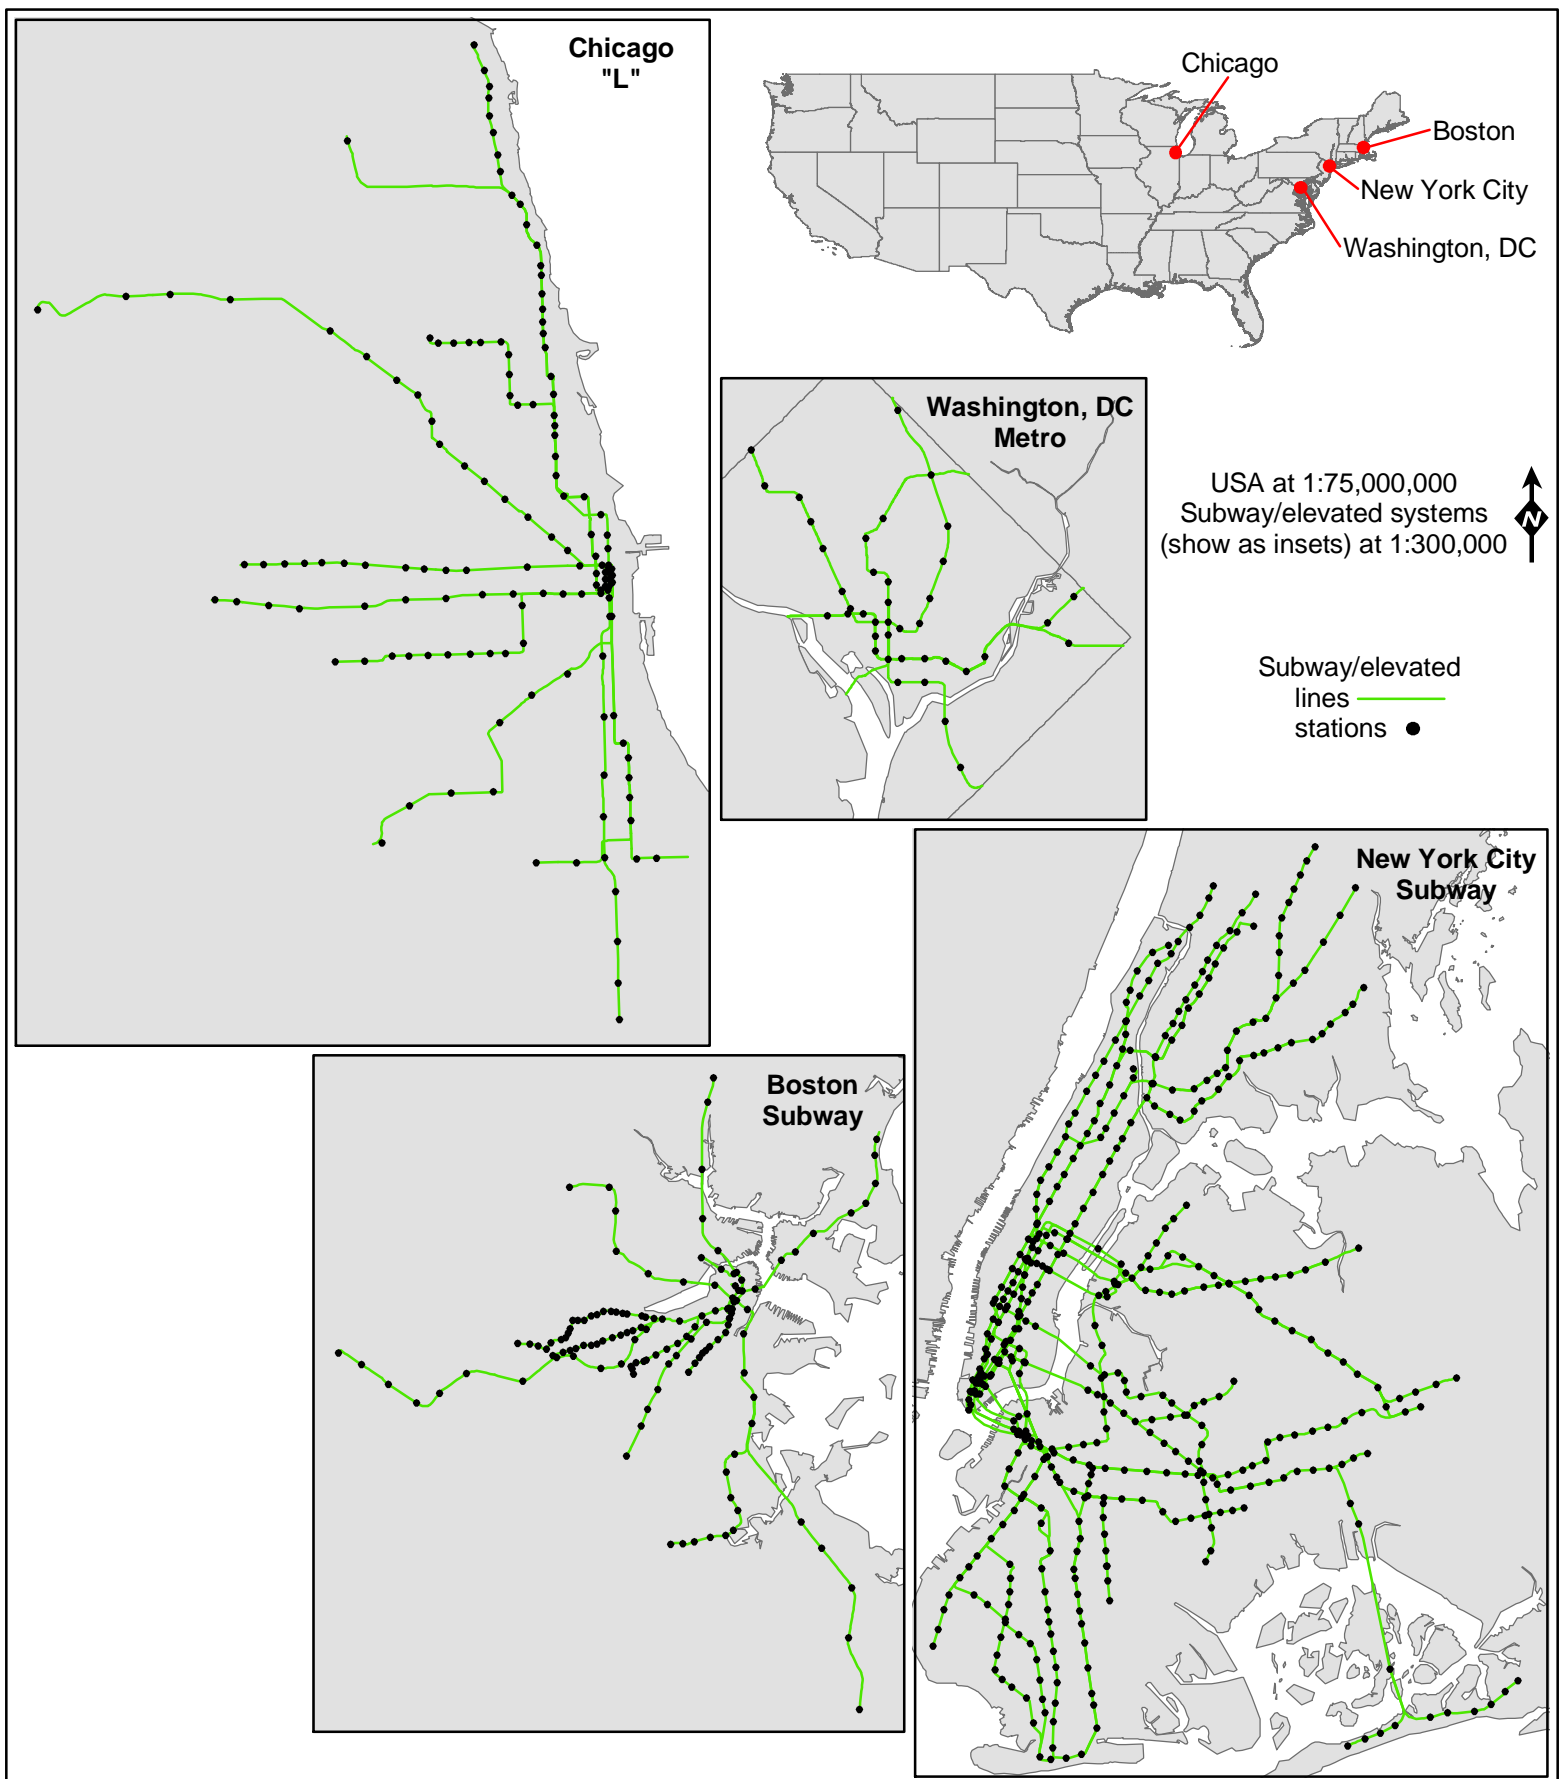 Chicago
"L"
Chicago
Boston
New York City
Washington, DC
Washington, DC
Metro
USA at 1:75,000,000
Subway/elevated systems
(show as insets) at 1:300,000
N
Subway/elevated
lines
stations
New York City
Subway
Boston
Subway